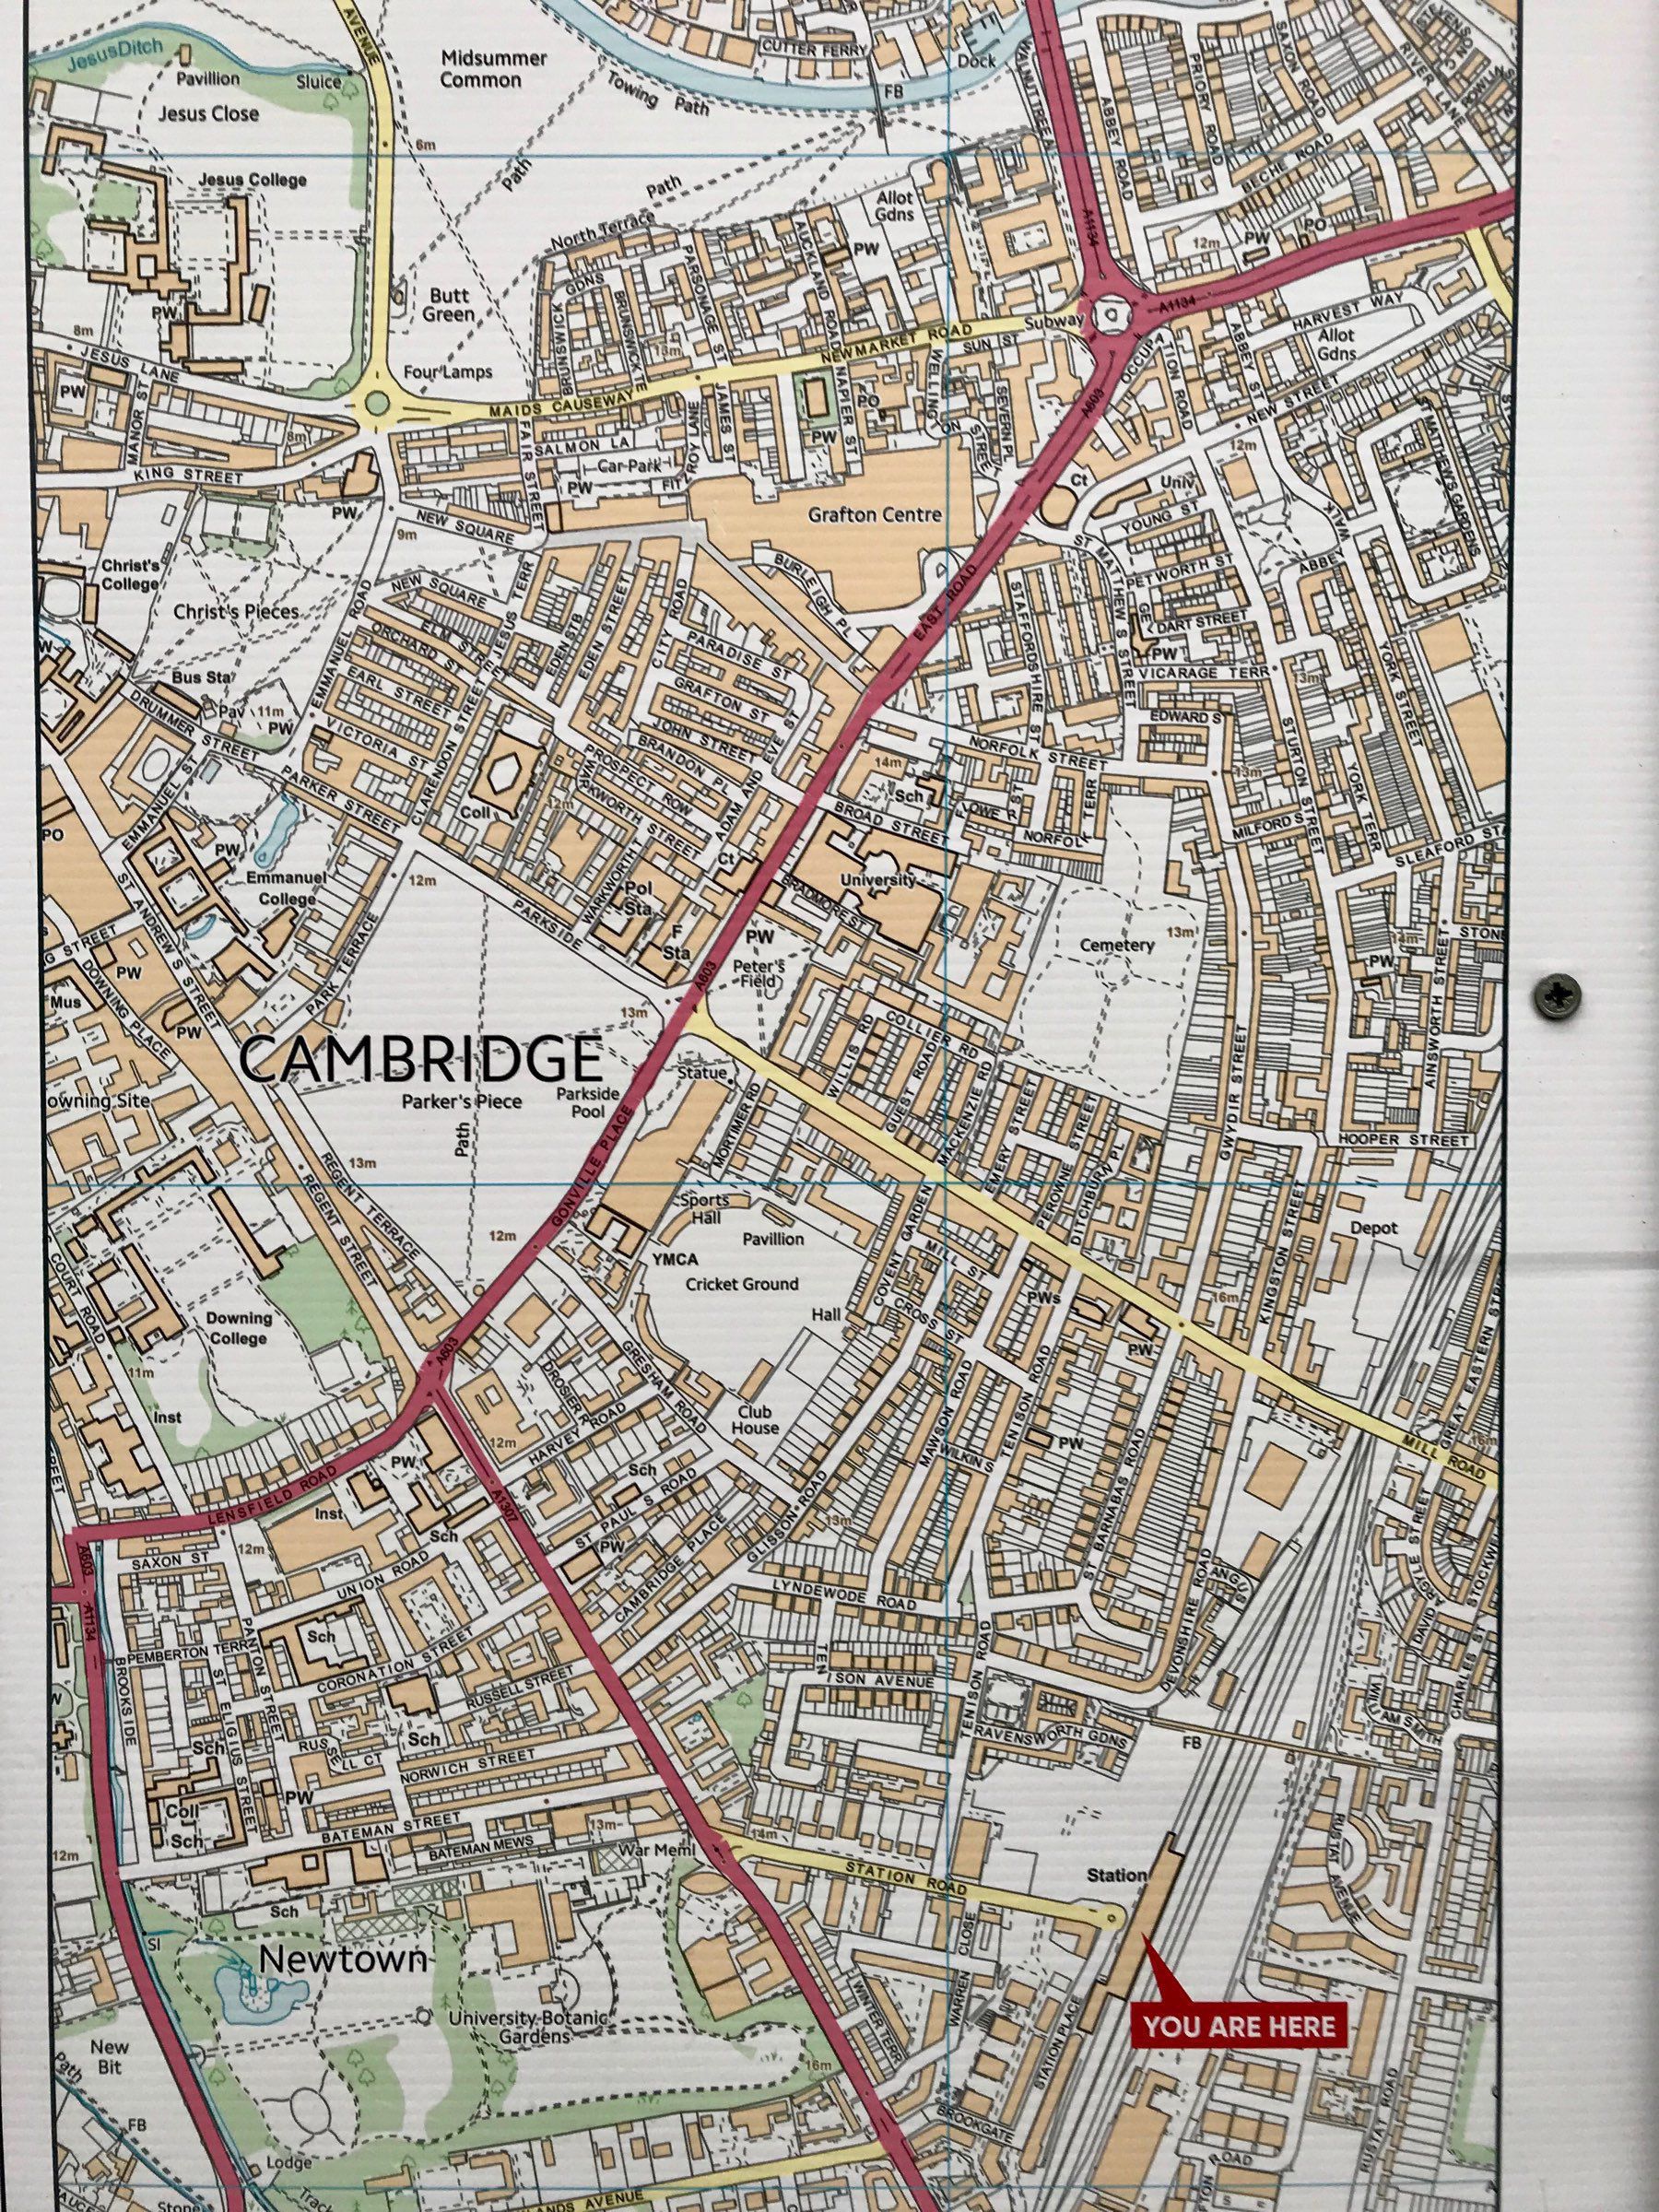 JesusDitch
Pavillion
Sluice
Jesus Close
AVENUE
Midsummer
Common
CUTTER FERRY
Dock
FB
Towing Path
ABBEY ROAD
PRIORY ROAD
SAXON ROAD
RIVER LANE
BECHE ROAD
6m
Jesus College
Path
Path
Allot
Gdns
A1134
PO
PW
12m
North Terrace
PW
Butt
Green
GDNS
BRUNSWICK
BRUNSWICK TE
PARSONAGE ST
AUCKLAND ROAD
PW
8m
JESUS LANE
Subway
A1134
HARVEST WAY
Allot
Gdns
NEWMARKET ROAD
SUN ST
ABBEY ST
OCCUPATION ROAD
Four Lamps
13m
PW
MANOR ST
MAIDS CAUSEWAY
JAMES ST
NAPIER ST
PO
PW
WELLINGTON STREET
SEVERN PL
A603
NEW STREET
ST MATTHEW'S GARDENS
8m
KING STREET
SALMON LA
Car Park
PW
FAIR STREET
FITZROY LANE
12m
Ct
Univ
PW
NEW SQUARE
9m
Grafton Centre
YOUNG ST
WALK
ABBEY
Christ's
College
Christ's Pieces
NEW SQUARE
JESUS TERR
BURLEIGH PL
EAST ROAD
ST MATTHEW'S STREET
PETWORTH ST
GEORGE
DART STREET
PW
EMMANUEL ROAD
ORCHARD ST
ELM STREET
EDEN STREET
CITY ROAD
PARADISE ST
STAFFORDSHIRE ST
VICARAGE TERR
13m
YORK STREET
Bus Sta
EARL STREET
GRAFTON ST
EDWARD S
Pav
11m
PW
DRUMMER STREET
VICTORIA ST
CLARENDON STREET
JOHN STREET
BRANDON PL
ADAM AND EVE ST
NORFOLK STREET
13m
14m
STURTON STREET
YORK TERR
EMMANUEL ST
PARKER STREET
PROSPECT ROW
WARKWORTH STREET
12m
Coll
Sch
BROAD STREET
NORFOLK TERR
NORFOLK
MILFORD S
SLEAFORD ST
PO
PW
Emmanuel
College
12m
Ct
Pol
Sta
WARKWORTH T
University
BRADMORE ST
ST ANDREW'S STREET
PARK TERRACE
PARKSIDE
F
Sta
PW
Peter's
Field
Cemetery
13m
14m
PW
AINSWORTH STREET
PW
Mus
PW
DOWNING PLACE
A603
13m
CAMBRIDGE
Statue
COLLIER RD
WILLIS RD
GUEST ROAD
MACKENZIE RD
GWYDIR STREET
owning Site
Parker's Piece
Parkside
Pool
Path
MORTIMER RD
EMERY STREET
PEROWNE STREET
DITCHBURN PL
HOOPER STREET
REGENT TERRACE
REGENT STREET
13m
GONVILLE PLACE
Sports
Hall
Pavillion
COVENT GARDEN
MILL ST
KINGSTON STREET
Depot
12m
YMCA
Cricket Ground
Hall
CROSS ST
PWs
PW
16m
COURT ROAD
Downing
College
GREAT EASTERN STR
11m
Inst
A603
DROSIER R
GRESHAM ROAD
Club
House
MAWSON ROAD
WILKIN S
TENISON ROAD
PW
ST BARNABAS ROAD
MILL ROAD
16m
12m
HARVEY ROAD
PW
Sch
LENSFIELD ROAD
Inst
Sch
A1307
ST PAUL S ROAD
PW
CAMBRIDGE PLACE
GLISSON ROAD
13m
ARGYLE STREET
STOCKW
A603
SAXON ST
12m
UNION ROAD
LYNDEWODE ROAD
DEVONSHIRE ROAD
ANGUS
A1134
PEMBERTON TERR
PANTON STREET
Sch
CORONATION STREET
TENISON AVENUE
TENISON ROAD
DAVID
CHARLES ST
WILLIAM SMITH
BROOKSIDE
ST ELIGIUS STREET
RUSSELL STREET
Sch
RUSSELL CT
Sch
NORWICH STREET
RAVENSWORTH GDNS
FB
PW
Coll
Sch
BATEMAN STREET
BATEMAN MEWS
13m
War Meml
14m
STATION ROAD
Station
RUSTAT AVENUE
12m
Sch
Newtown
SI
WARREN CLOSE
University Botanic
Gardens
WINTER TERR
STATION PLACE
YOU ARE HERE
New
Bit
Path
16m
FB
BROOKGATE
RUSTAT ROAD
ROAD
Lodge
Track
LANDS AVENUE
Stone